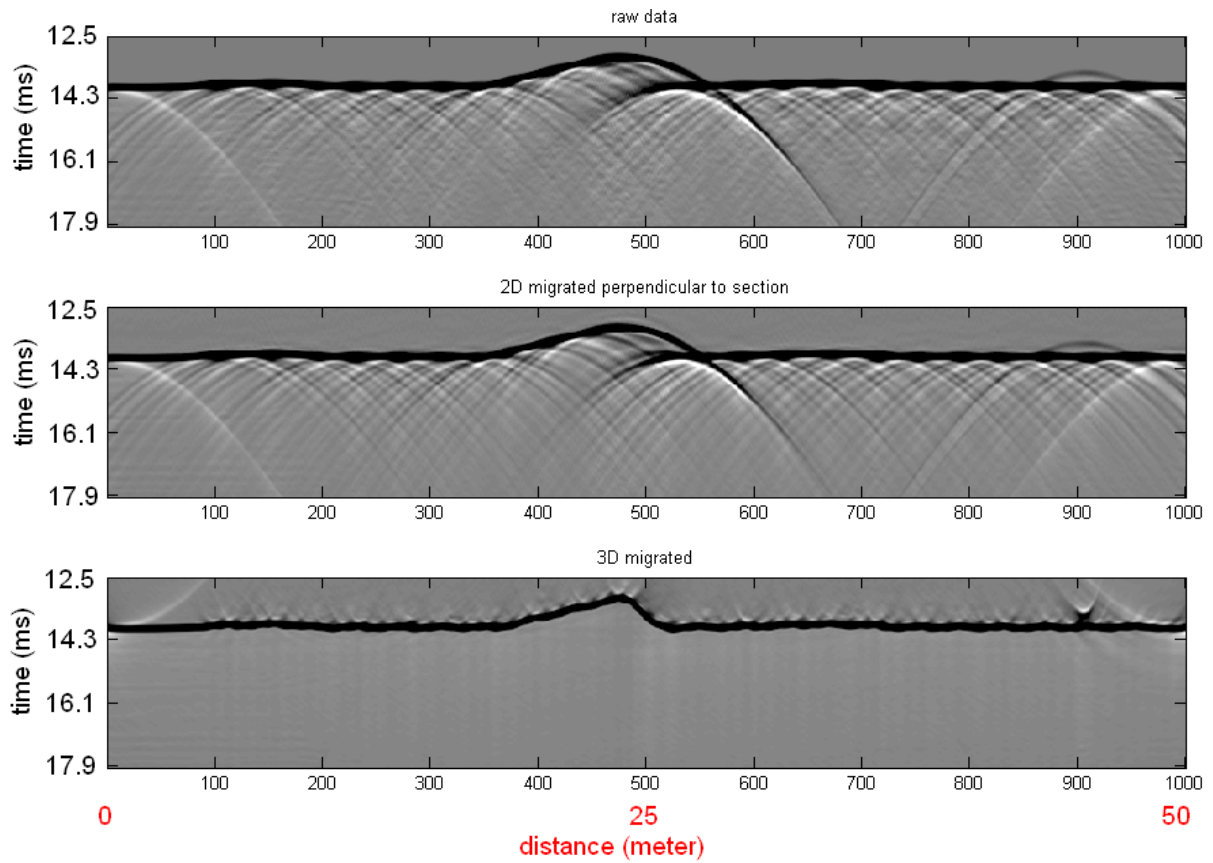 raw data
12.5
14.3
16.1
17.9
time (ms)
100 200 300 400 500 600 700 800 900 1000
2D migrated perpendicular to section
12.5
14.3
16.1
17.9
time (ms)
100 200 300 400 500 600 700 800 900 1000
3D migrated
12.5
14.3
16.1
17.9
time (ms)
100 200 300 400 500 600 700 800 900 1000
0 25 50
distance (meter)